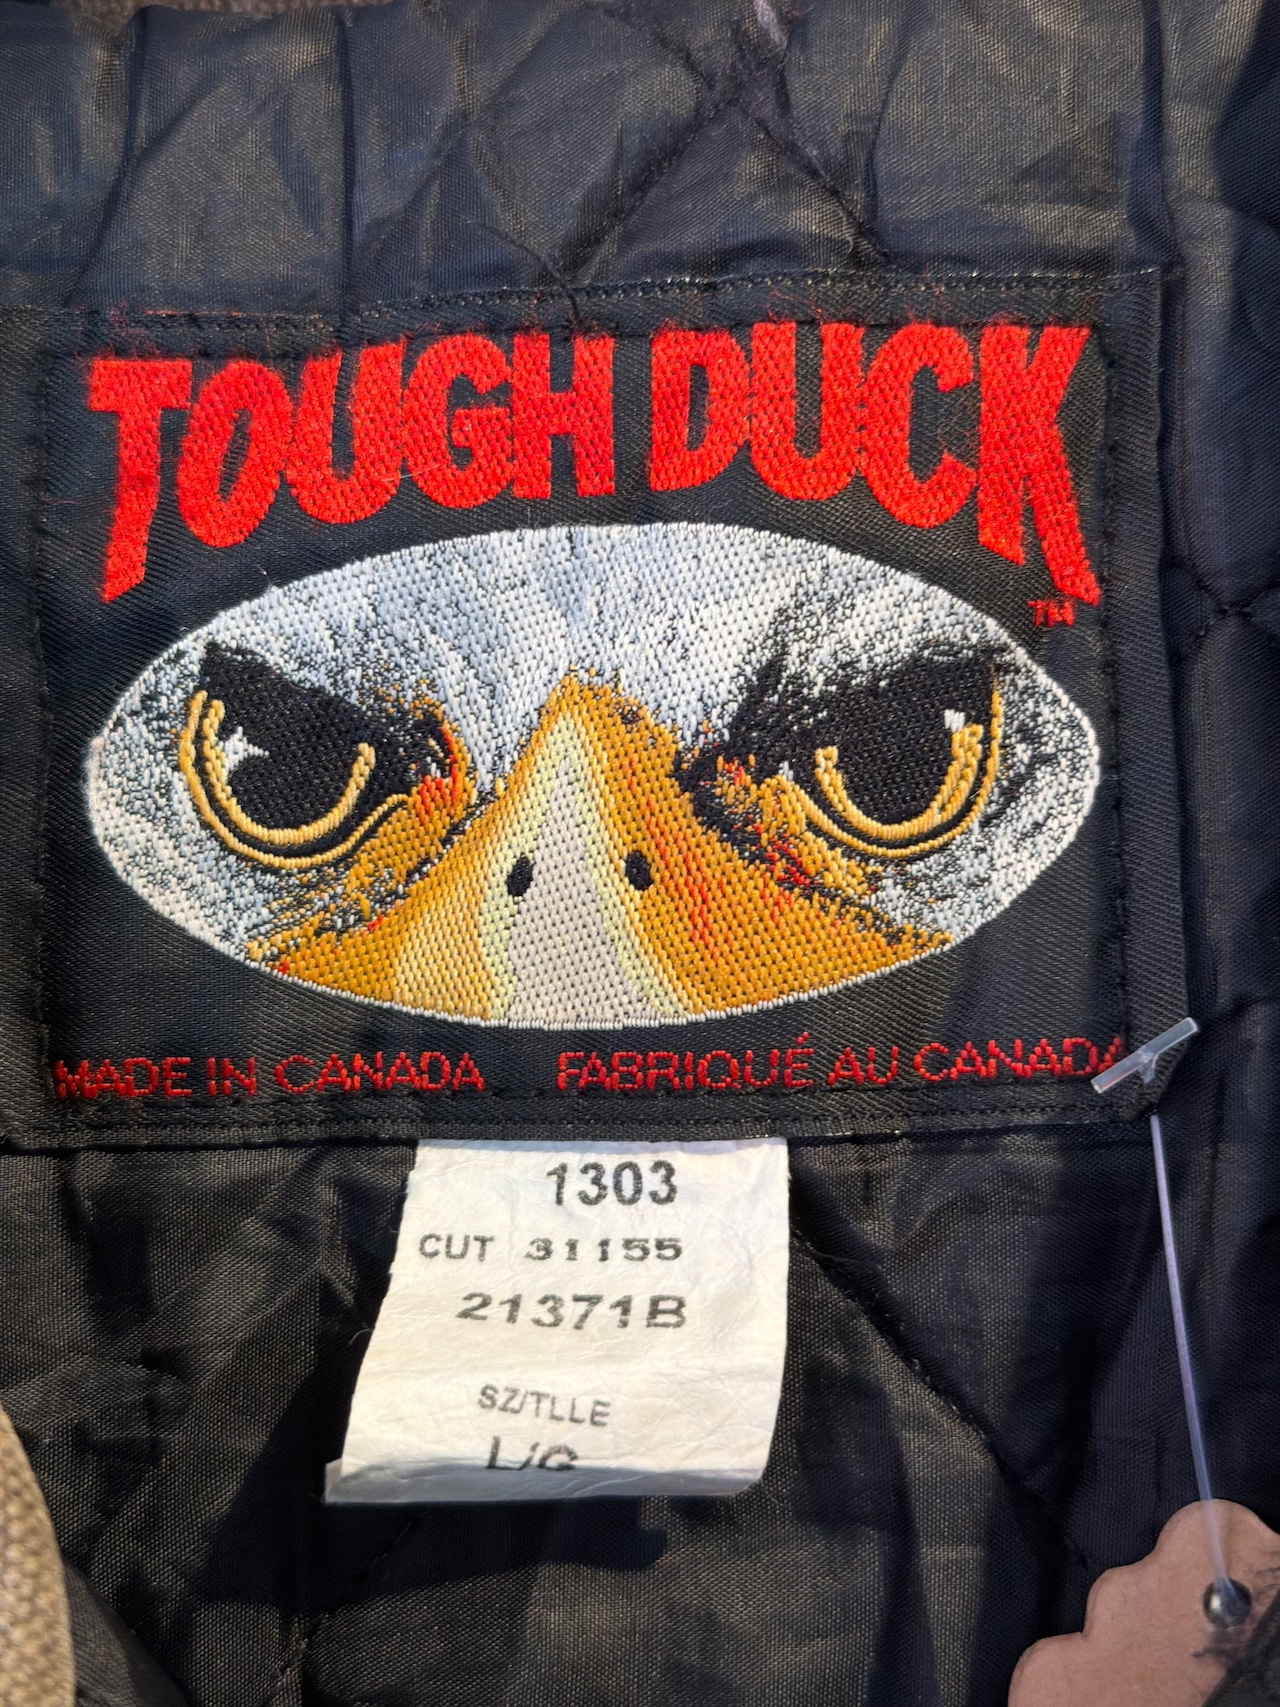 TOUGH DUCK
TM
MADE IN CANADA FABRIQUÉ AU CANADA
1303
CUT 31155
21371B
SZ/TLLE
L/G